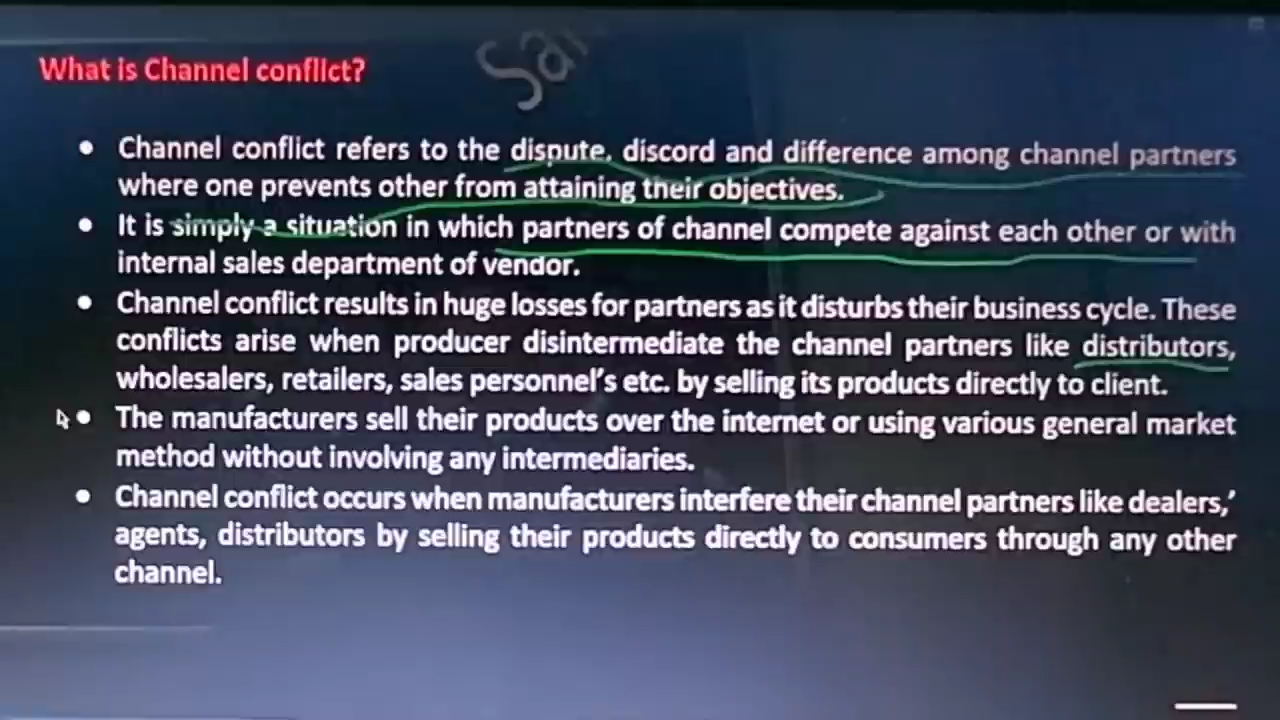 What is Channel conflict?
Sai
• Channel conflict refers to the dispute, discord and difference among channel partners
where one prevents other from attaining their objectives.
• It is simply a situation in which partners of channel compete against each other or with
internal sales department of vendor.
• Channel conflict results in huge losses for partners as it disturbs their business cycle. These
conflicts arise when producer disintermediate the channel partners like distributors,
wholesalers, retailers, sales personnel's etc. by selling its products directly to client.
• The manufacturers sell their products over the internet or using various general market
method without involving any intermediaries.
• Channel conflict occurs when manufacturers interfere their channel partners like dealers,’
agents, distributors by selling their products directly to consumers through any other
channel.